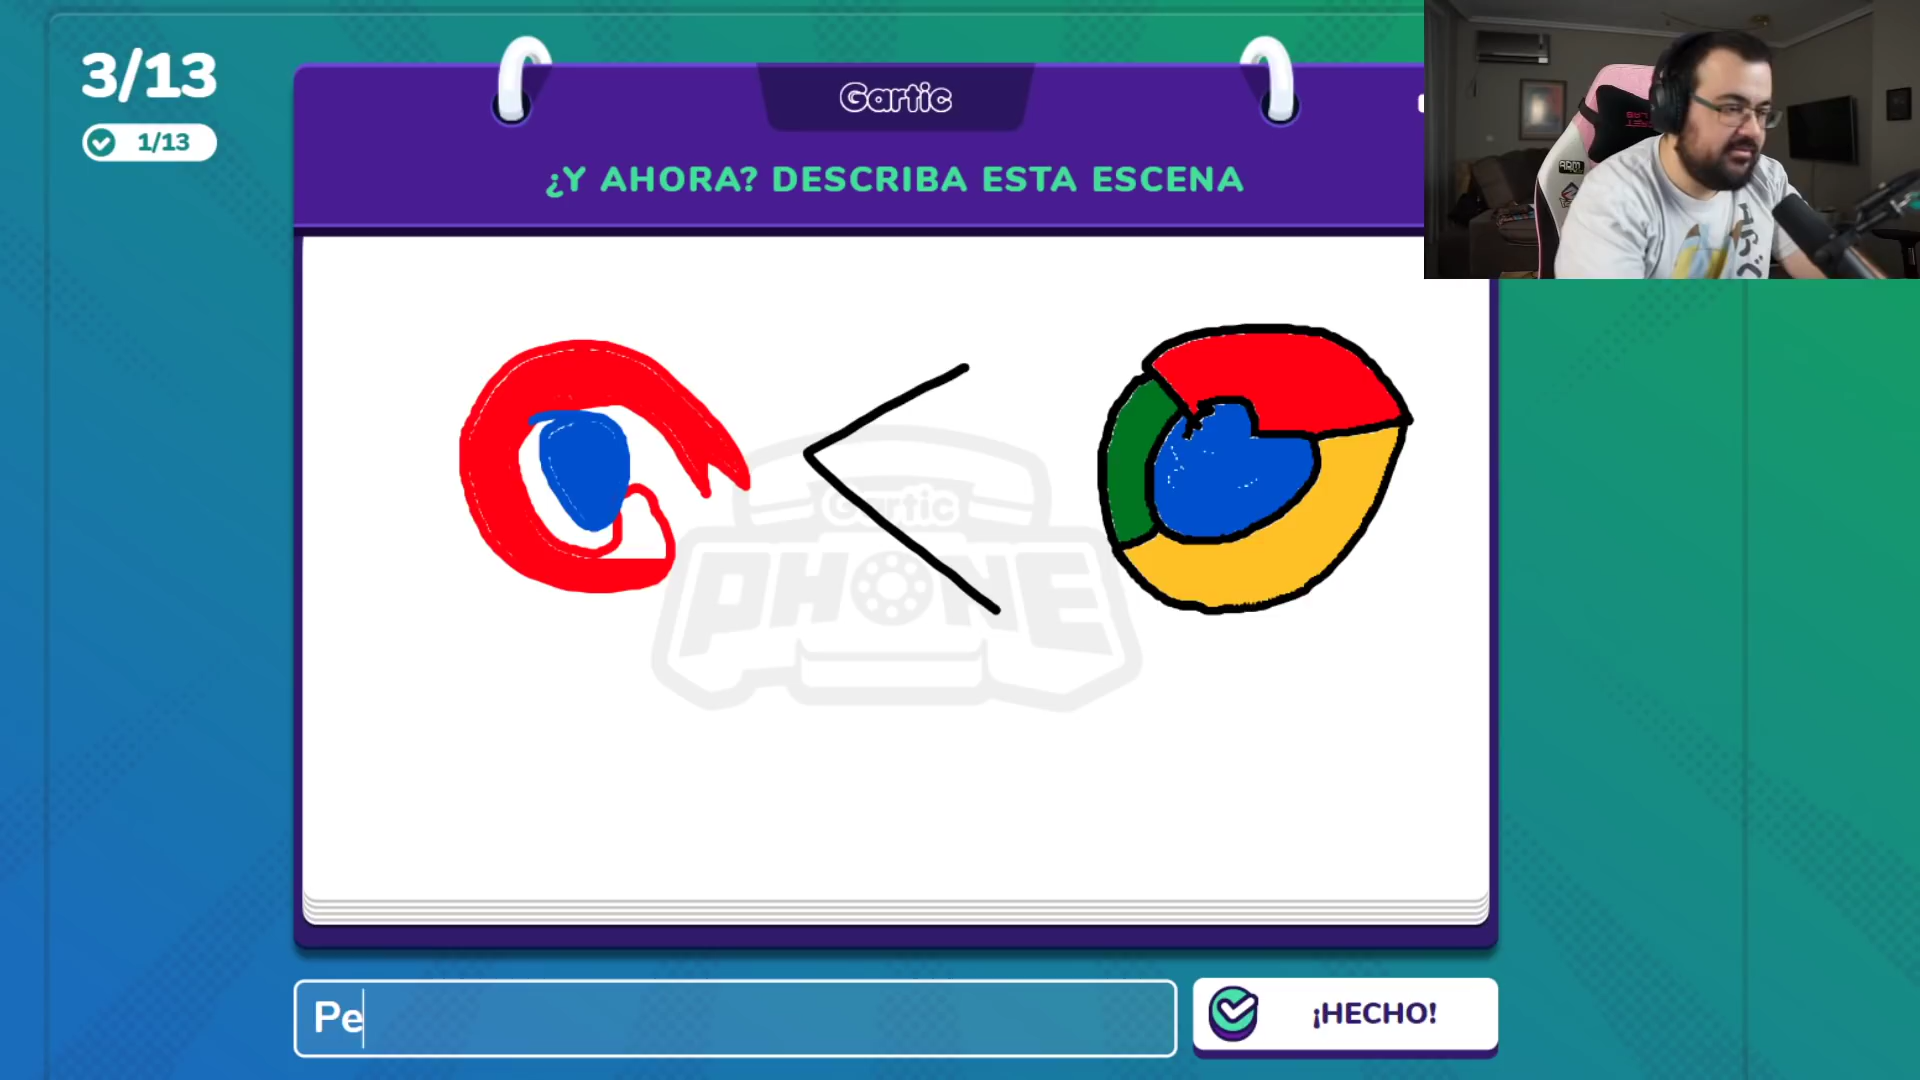 3/13
1/13
Gartic
¿Y AHORA? DESCRIBA ESTA ESCENA
Gartic
PHONE
Pe
¡HECHO!